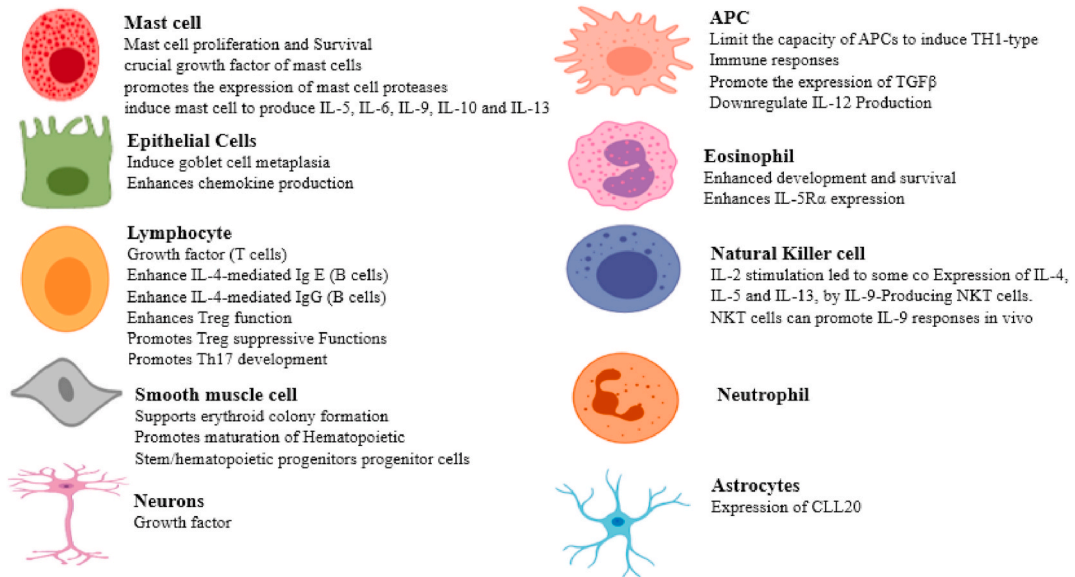 Mast cell
Mast cell proliferation and Survival
crucial growth factor of mast cells
promotes the expression of mast cell proteases
induce mast cell to produce IL-5, IL-6, IL-9, IL-10 and IL-13
Epithelial Cells
Induce goblet cell metaplasia
Enhances chemokine production
Lymphocyte
Growth factor (T cells)
Enhance IL-4-mediated Ig E (B cells)
Enhance IL-4-mediated IgG (B cells)
Enhances Treg function
Promotes Treg suppressive Functions
Promotes Th17 development
Smooth muscle cell
Supports erythroid colony formation
Promotes maturation of Hematopoietic
Stem/hematopoietic progenitors progenitor cells
Neurons
Growth factor
APC
Limit the capacity of APCs to induce TH1-type
Immune responses
Promote the expression of TGFβ
Downregulate IL-12 Production
Eosinophil
Enhanced development and survival
Enhances IL-5Rα expression
Natural Killer cell
IL-2 stimulation led to some co Expression of IL-4,
IL-5 and IL-13, by IL-9-Producing NKT cells.
NKT cells can promote IL-9 responses in vivo
Neutrophil
Astrocytes
Expression of CLL20